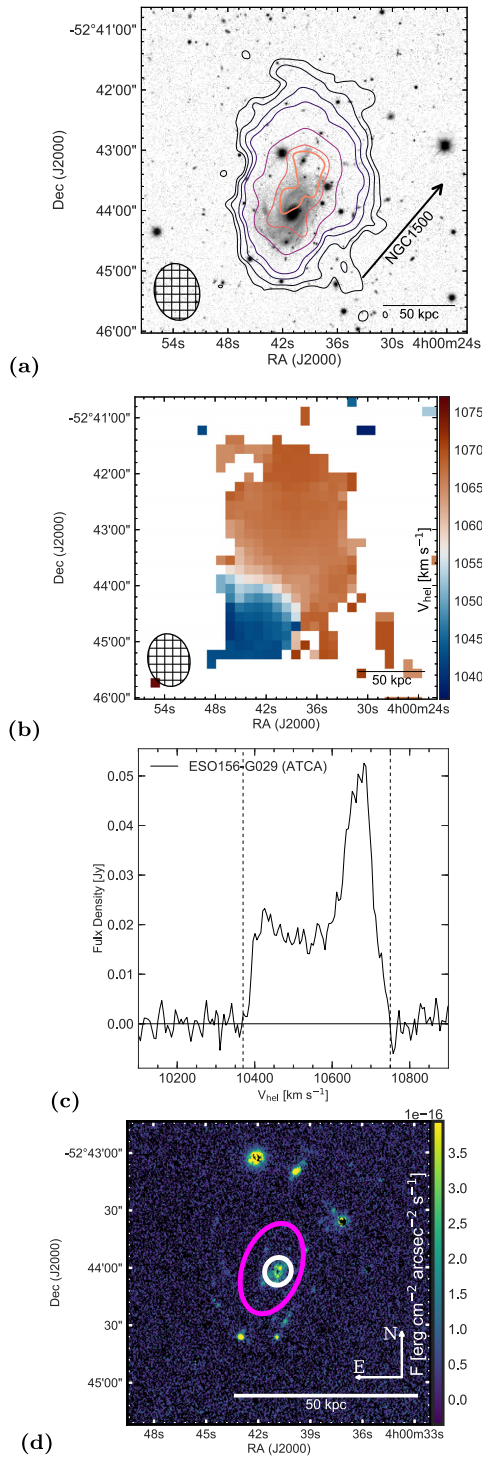 -52°41'00"
42'00"
43'00"
44'00"
45'00"
46'00"
Dec (J2000)
NGC1500
50 kpc
54s 48s 42s 36s 30s 4h00m24s
RA (J2000)
(a)
-52°41'00"
42'00"
43'00"
44'00"
45'00"
46'00"
Dec (J2000)
50 kpc
54s 48s 42s 36s 30s 4h00m24s
RA (J2000)
1075
1070
1065
1060
1055
1050
1045
1040
V_hel [km s⁻¹]
(b)
ESO156-G029 (ATCA)
0.05
0.04
0.03
0.02
0.01
0.00
Fulx Density [Jy]
10200 10400 10600 10800
V_hel [km s⁻¹]
(c)
1e-16
-52°43'00"
30"
44'00"
30"
45'00"
Dec (J2000)
N
E
50 kpc
48s 45s 42s 39s 36s 4h00m33s
RA (J2000)
3.5
3.0
2.5
2.0
1.5
1.0
0.5
0.0
F [erg cm⁻² arcsec⁻² s⁻¹]
(d)